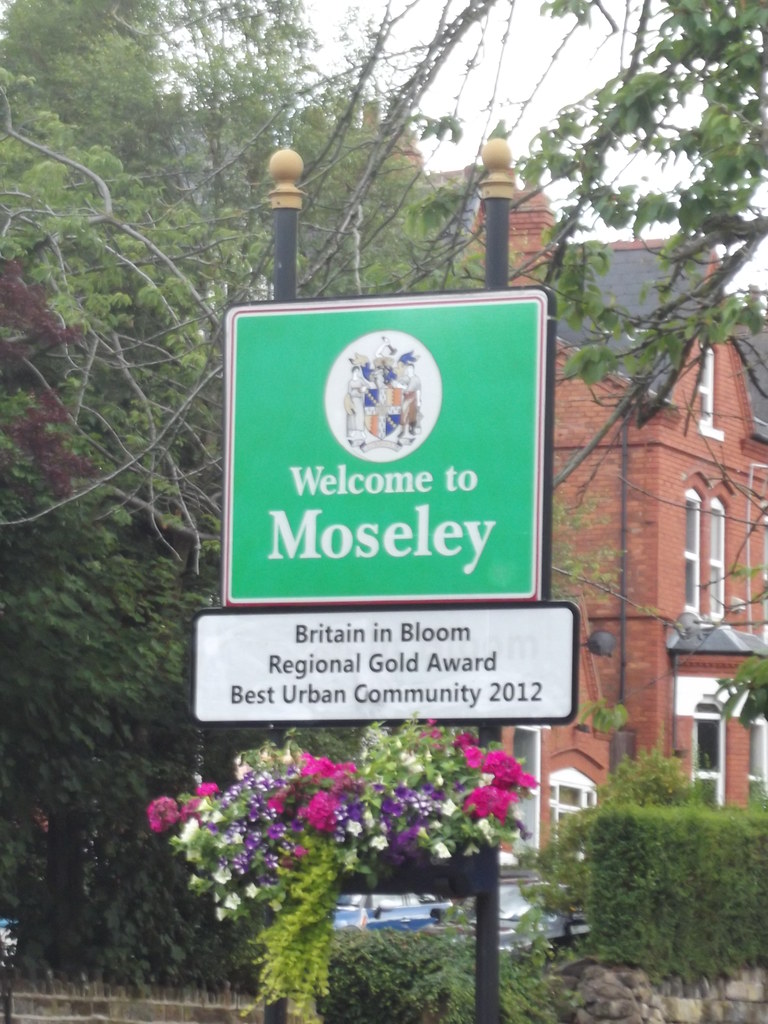 Welcome to
Moseley
Britain in Bloom
Regional Gold Award
Best Urban Community 2012